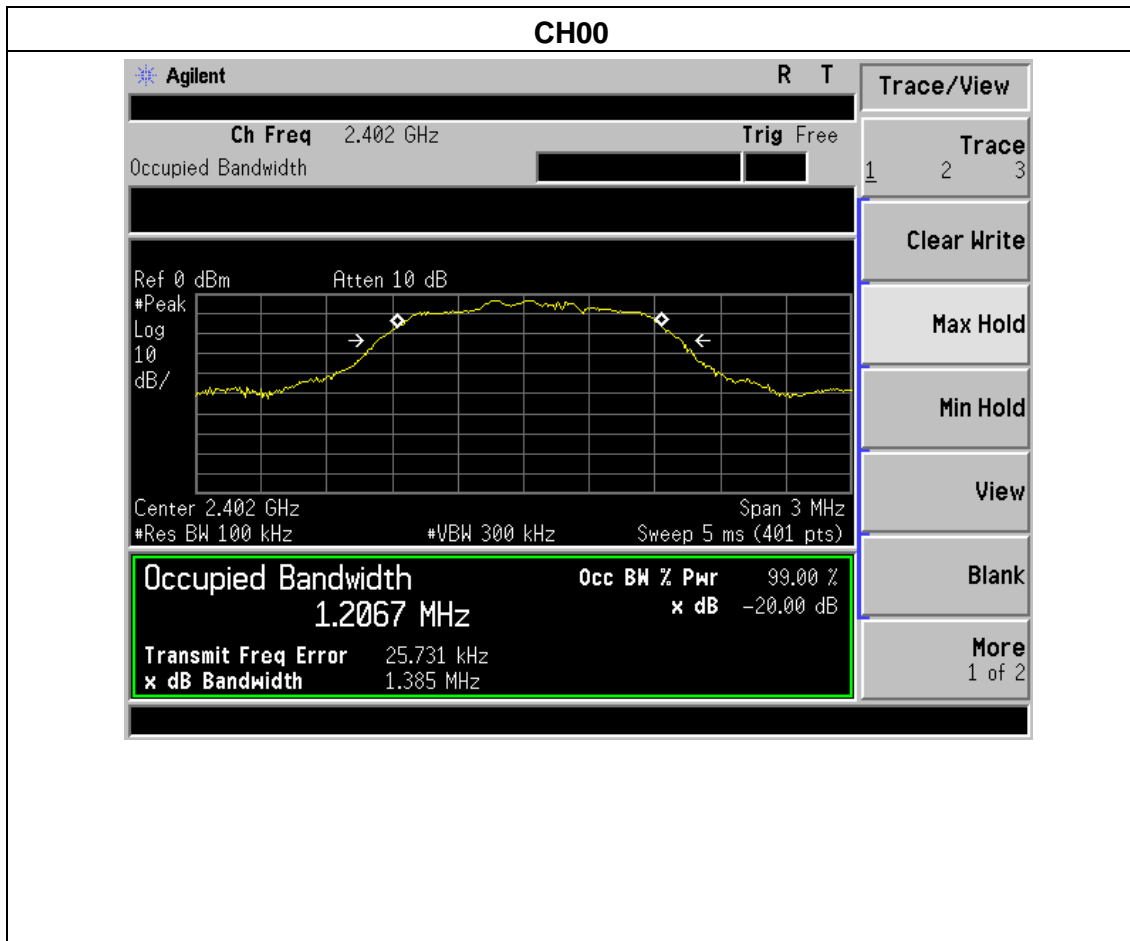 CH00
Agilent R T
Trace/View
Ch Freq 2.402 GHz Trig Free
Occupied Bandwidth
Trace
1 2 3
Clear Write
Max Hold
Min Hold
View
Blank
More
1 of 2
Ref 0 dBm Atten 10 dB
#Peak
Log
10
dB/
Center 2.402 GHz Span 3 MHz
#Res BW 100 kHz #VBW 300 kHz Sweep 5 ms (401 pts)
Occupied Bandwidth Occ BW % Pwr 99.00 %
1.2067 MHz x dB -20.00 dB
Transmit Freq Error 25.731 kHz
x dB Bandwidth 1.385 MHz